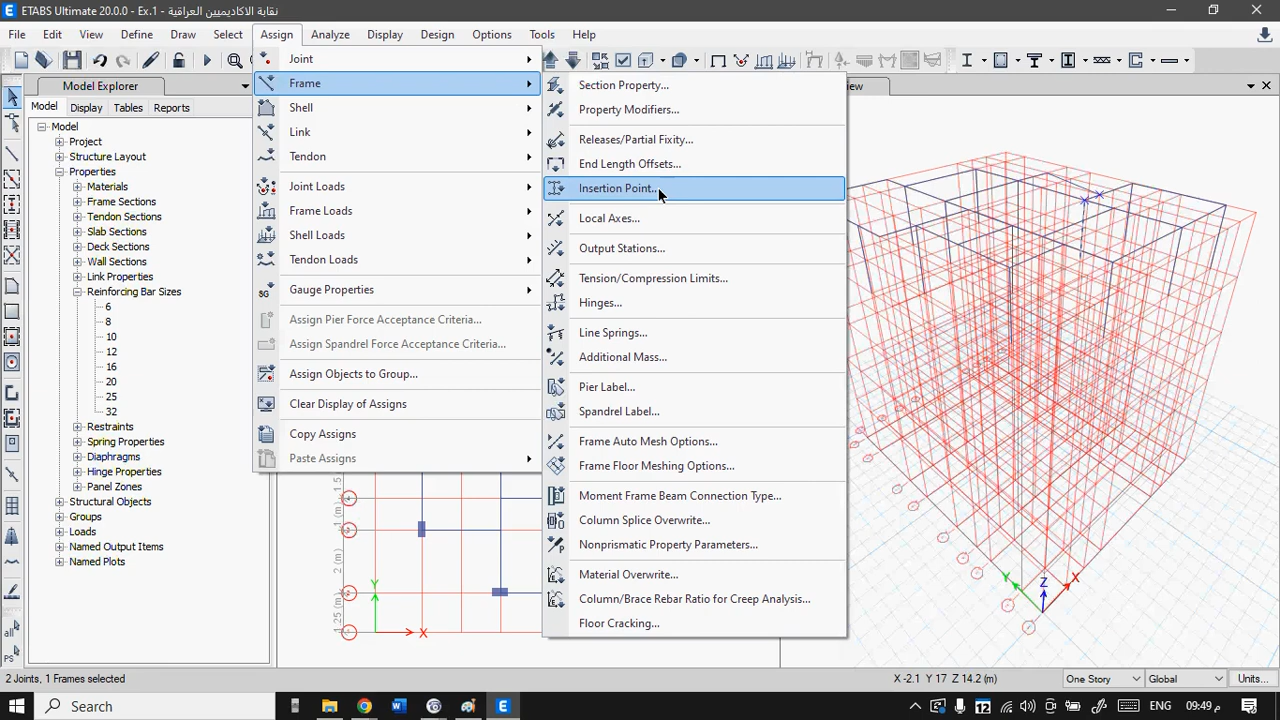 ETABS Ultimate 20.0.0 - Ex.1 - نقابة الاكاديميين العراقية
File Edit View Define Draw Select Assign Analyze Display Design Options Tools Help
Model Explorer
Model Display Tables Reports
Model
Project
Structure Layout
Properties
Materials
Frame Sections
Tendon Sections
Slab Sections
Deck Sections
Wall Sections
Link Properties
Reinforcing Bar Sizes
6
8
10
12
16
20
25
32
Restraints
Spring Properties
Diaphragms
Hinge Properties
Panel Zones
Structural Objects
Groups
Loads
Named Output Items
Named Plots
all
PS
Joint
Frame
Shell
Link
Tendon
Joint Loads
Frame Loads
Shell Loads
Tendon Loads
SG Gauge Properties
Assign Pier Force Acceptance Criteria...
Assign Spandrel Force Acceptance Criteria...
Assign Objects to Group...
Clear Display of Assigns
Copy Assigns
Paste Assigns
Section Property...
Property Modifiers...
Releases/Partial Fixity...
End Length Offsets...
Insertion Point...
Local Axes...
Output Stations...
Tension/Compression Limits...
Hinges...
Line Springs...
Additional Mass...
Pier Label...
Spandrel Label...
Frame Auto Mesh Options...
Frame Floor Meshing Options...
Moment Frame Beam Connection Type...
Column Splice Overwrite...
Nonprismatic Property Parameters...
Material Overwrite...
Column/Brace Rebar Ratio for Creep Analysis...
Floor Cracking...
2 (m)
1.25 (m)
Y
X
Y Z X
2 Joints, 1 Frames selected
X -2.1 Y 17 Z 14.2 (m)
One Story
Global
Units...
Search
12
ENG
09:49 م